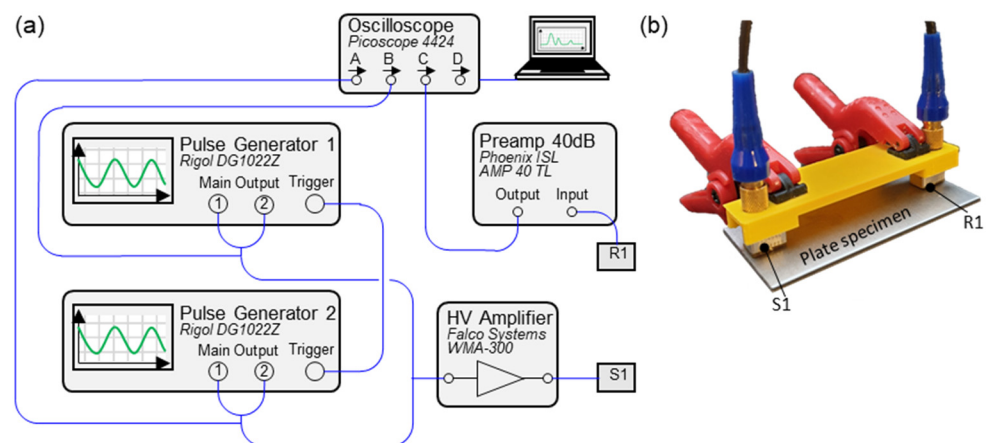 (a)
Oscilloscope
Picoscope 4424
A B C D
Pulse Generator 1
Rigol DG1022Z
Main Output Trigger
1 2
Preamp 40dB
Phoenix ISL
AMP 40 TL
Output Input
R1
Pulse Generator 2
Rigol DG1022Z
Main Output Trigger
1 2
HV Amplifier
Falco Systems
WMA-300
S1
(b)
Plate specimen
R1
S1